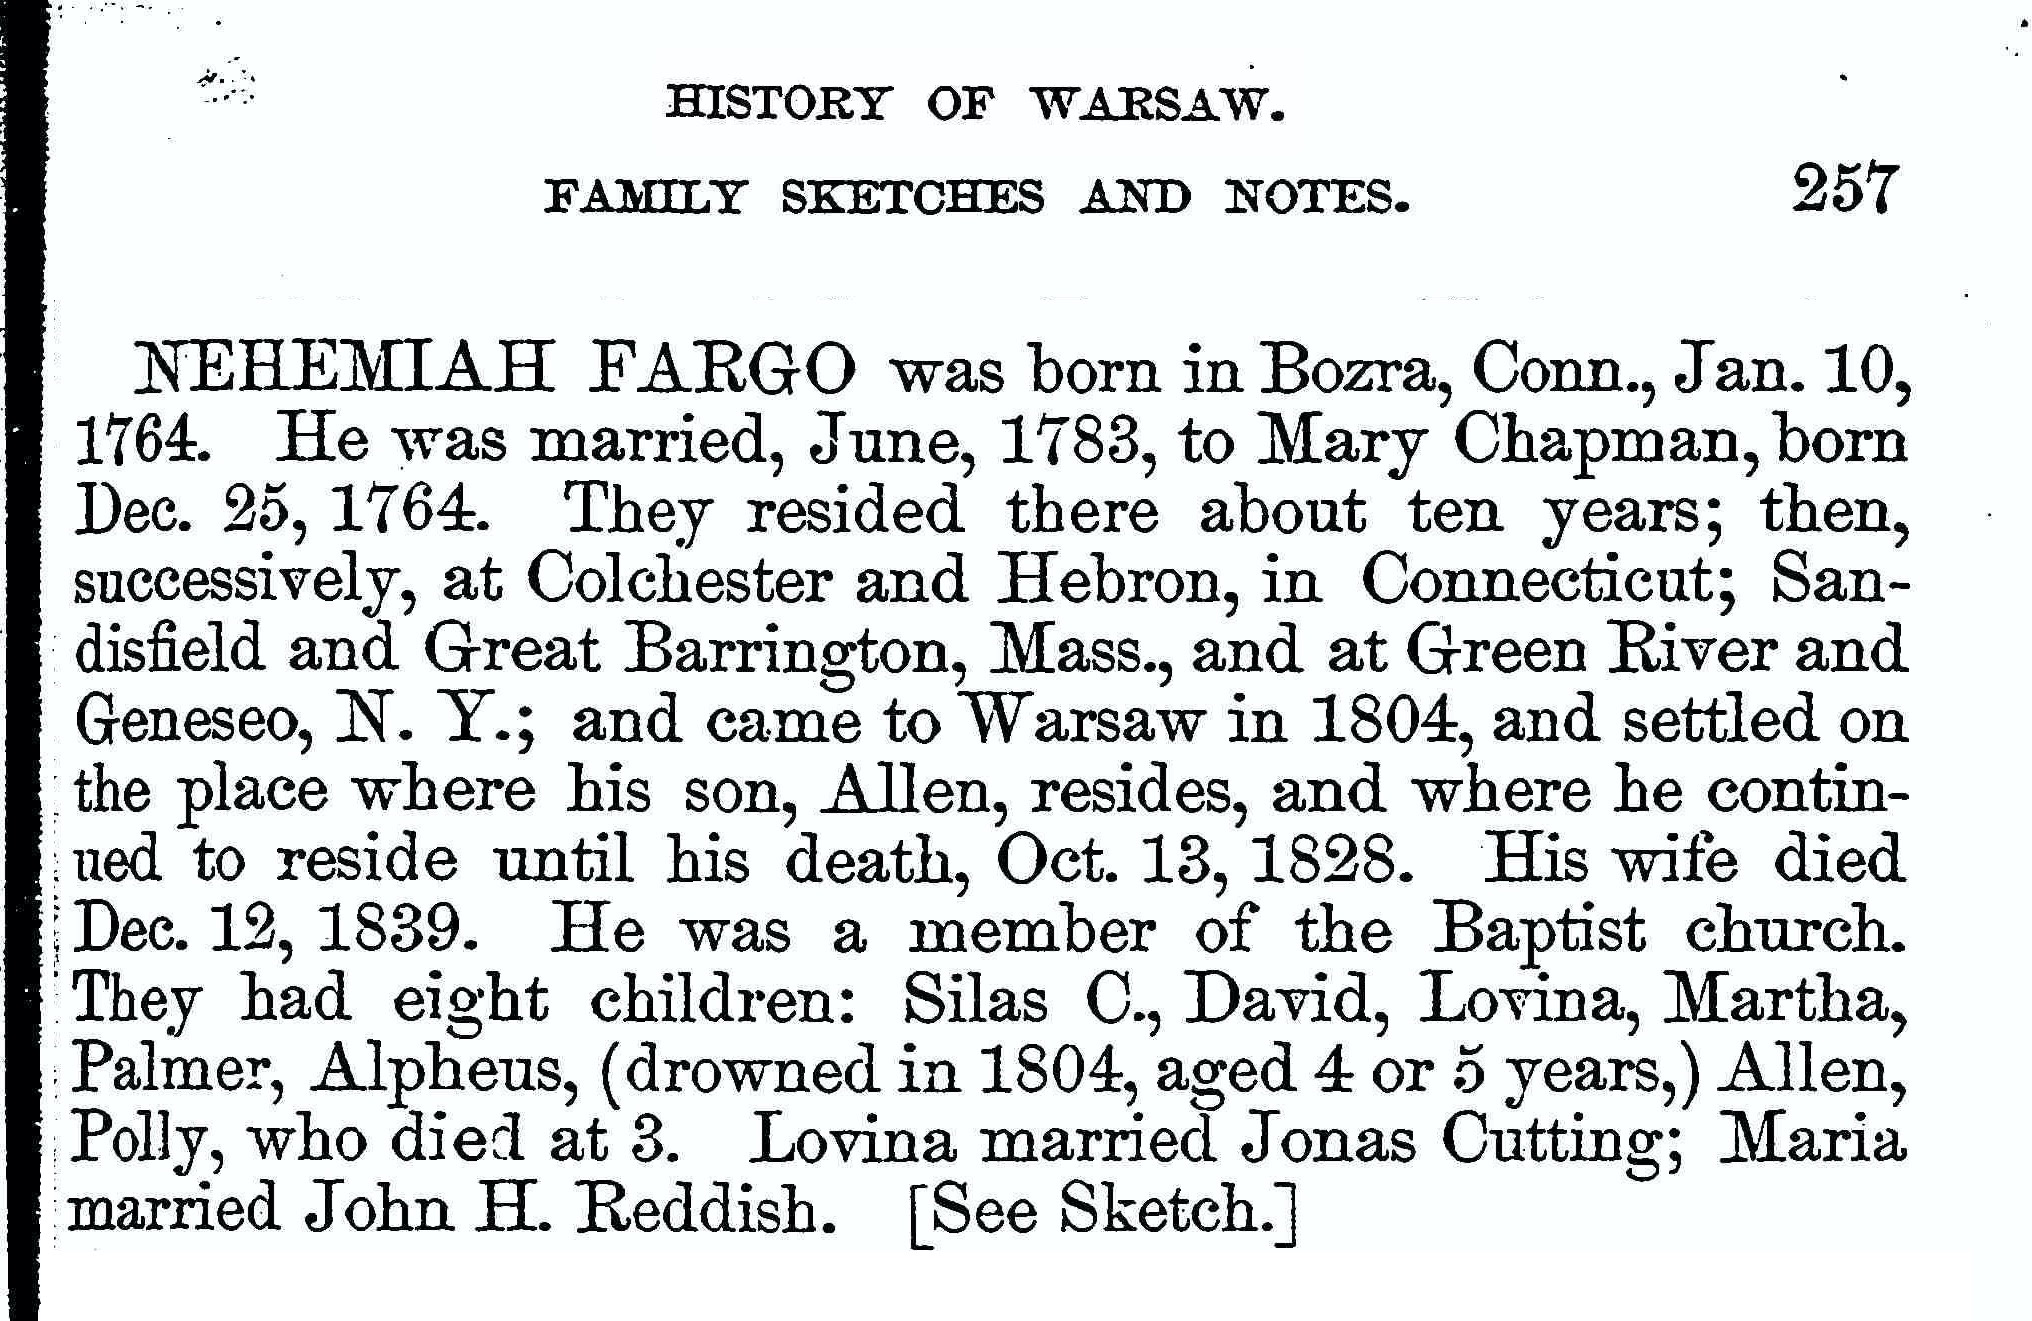 HISTORY OF WARSAW.
FAMILY SKETCHES AND NOTES. 257
NEHEMIAH FARGO was born in Bozra, Conn., Jan. 10,
1764. He was married, June, 1783, to Mary Chapman, born
Dec. 25, 1764. They resided there about ten years; then,
successively, at Colchester and Hebron, in Connecticut; San-
disfield and Great Barrington, Mass., and at Green River and
Geneseo, N. Y.; and came to Warsaw in 1804, and settled on
the place where his son, Allen, resides, and where he contin-
ued to reside until his death, Oct. 13, 1828. His wife died
Dec. 12, 1839. He was a member of the Baptist church.
They had eight children: Silas C., David, Lovina, Martha,
Palmer, Alpheus, (drowned in 1804, aged 4 or 5 years,) Allen,
Polly, who died at 3. Lovina married Jonas Cutting; Maria
married John H. Reddish. [See Sketch.]